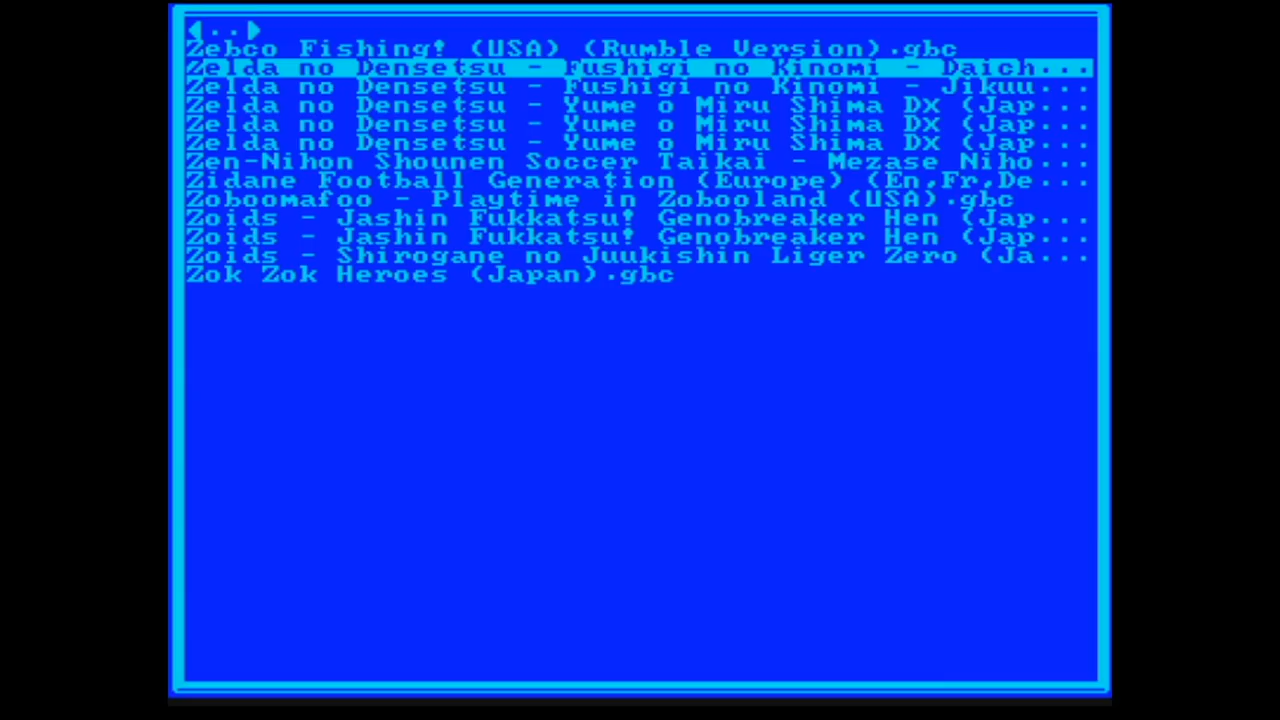 ◄..►
Zebco Fishing! (USA) (Rumble Version).gbc
Zelda no Densetsu - Fushigi no Kinomi - Daich...
Zelda no Densetsu - Fushigi no Kinomi - Jikuu...
Zelda no Densetsu - Yume o Miru Shima DX (Jap...
Zelda no Densetsu - Yume o Miru Shima DX (Jap...
Zelda no Densetsu - Yume o Miru Shima DX (Jap...
Zen-Nihon Shounen Soccer Taikai - Mezase Niho...
Zidane Football Generation (Europe) (En,Fr,De...
Zoboomafoo - Playtime in Zobooland (USA).gbc
Zoids - Jashin Fukkatsu! Genobreaker Hen (Jap...
Zoids - Jashin Fukkatsu! Genobreaker Hen (Jap...
Zoids - Shirogane no Juukishin Liger Zero (Ja...
Zok Zok Heroes (Japan).gbc